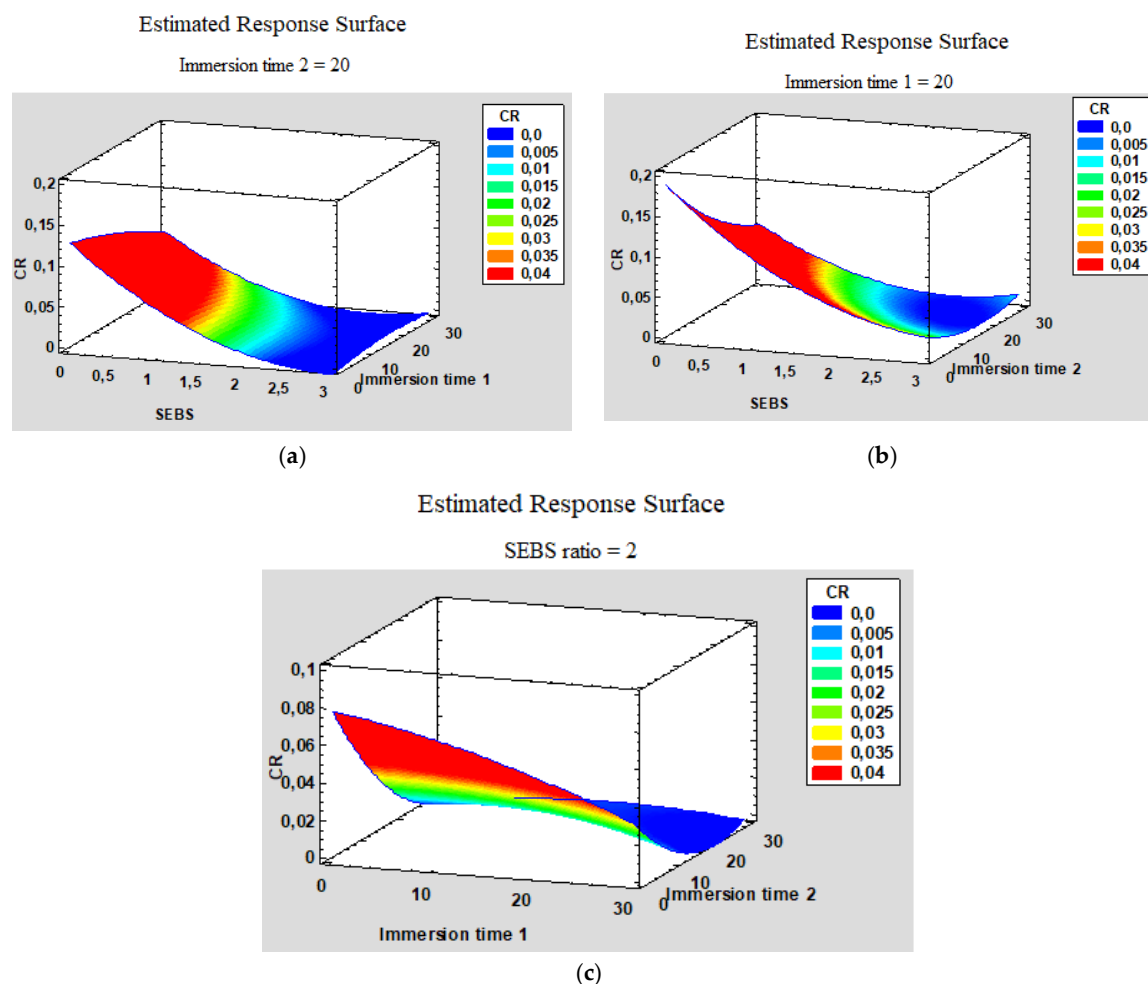 Estimated Response Surface
Immersion time 2 = 20
CR
0,0
0,005
0,01
0,015
0,02
0,025
0,03
0,035
0,04
0,2
0,15
0,1
0,05
0
CR
0 0,5 1 1,5 2 2,5 3
SEBS
0 10 20 30
Immersion time 1
(a)
Estimated Response Surface
Immersion time 1 = 20
CR
0,0
0,005
0,01
0,015
0,02
0,025
0,03
0,035
0,04
0,2
0,15
0,1
0,05
0
CR
0 0,5 1 1,5 2 2,5 3
SEBS
0 10 20 30
Immersion time 2
(b)
Estimated Response Surface
SEBS ratio = 2
CR
0,0
0,005
0,01
0,015
0,02
0,025
0,03
0,035
0,04
0,1
0,08
0,06
0,04
0,02
0
CR
0 10 20 30
Immersion time 1
0 10 20 30
Immersion time 2
(c)